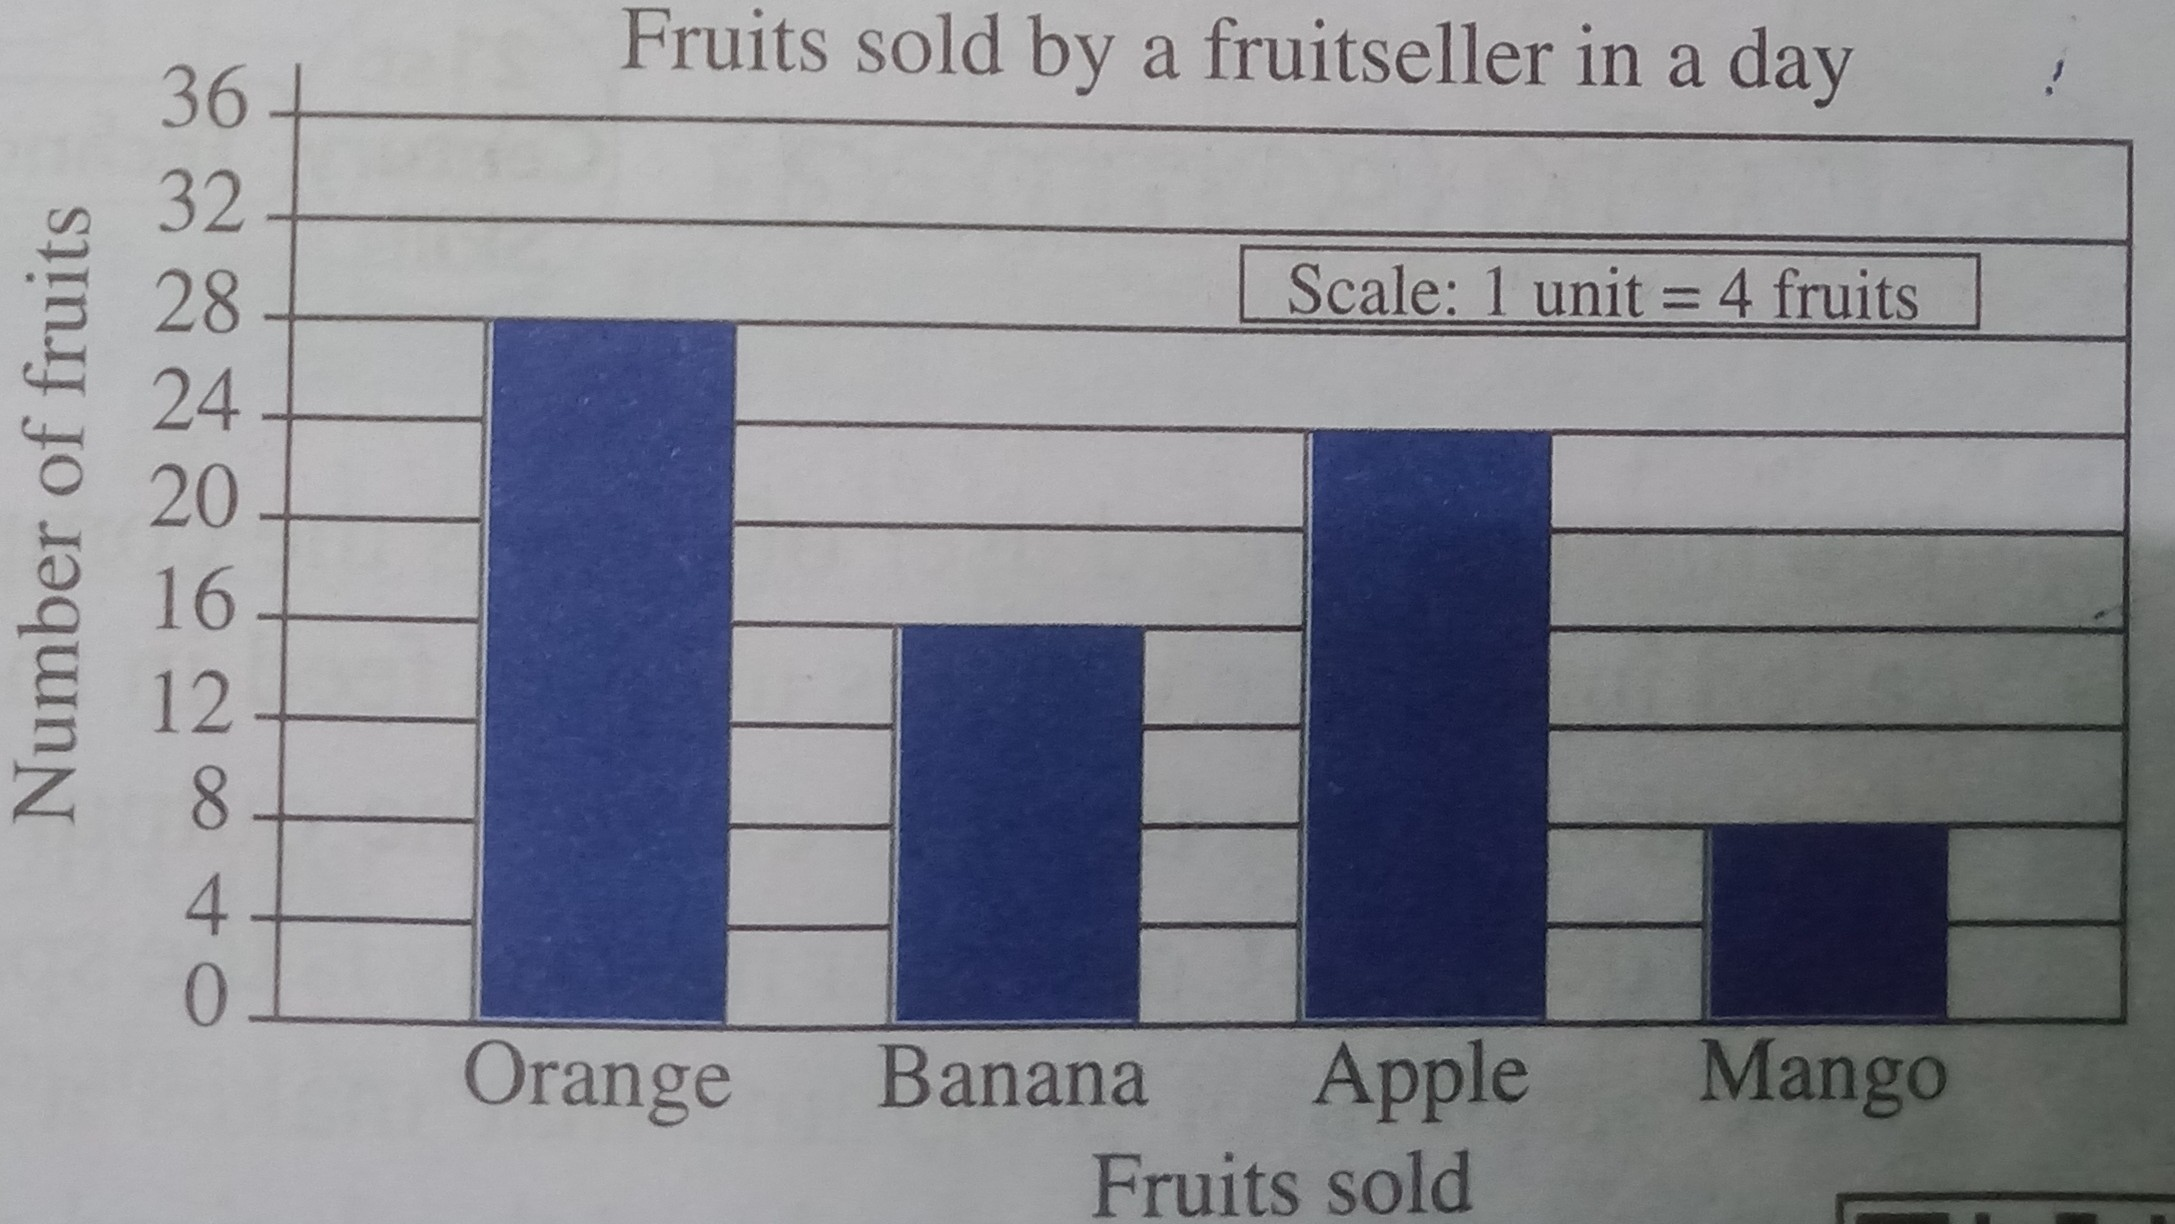 Fruits sold by a fruitseller in a day
Number of fruits
36
32
28
24
20
16
12
8
4
0
Scale: 1 unit = 4 fruits
Orange Banana Apple Mango
Fruits sold